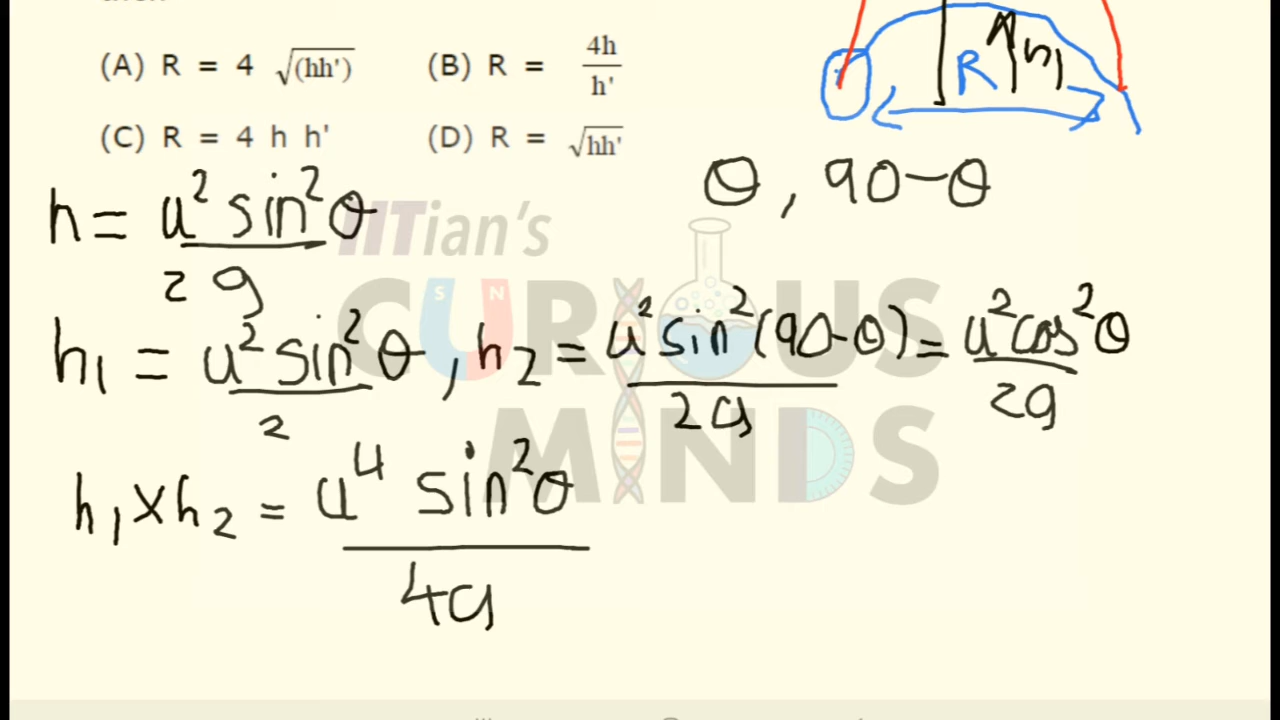 (A) R = 4 √(hh') (B) R = 4h/h'
(C) R = 4 h h' (D) R = √hh'
R h1
θ, 90-θ
h = u² sin²θ / 2g
h1 = u² sin²θ / 2, h2 = u² sin²(90-θ) / 2g = u² cos²θ / 2g
h1 × h2 = u⁴ sin²θ / 4g
IITian's
CURIOUS
S N
MINDS